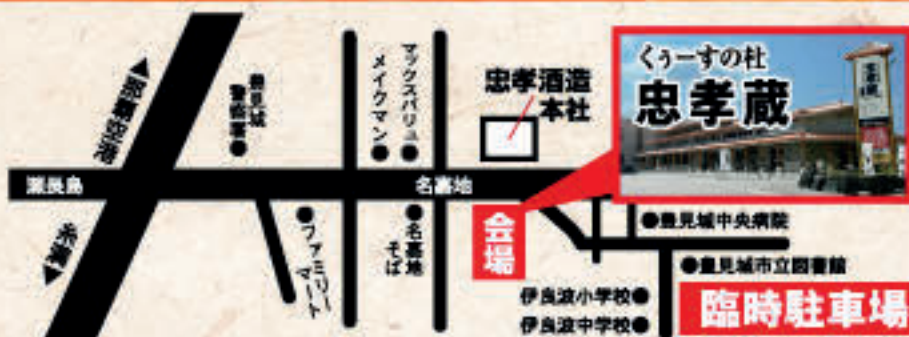 那覇空港
豊見城
警察署
メイクマン
マックスバリュ
忠孝酒造
本社
くぅーすの杜
忠孝蔵
瀬長島
名嘉地
糸満
ファミリー
マート
名嘉地
そば
会場
豊見城中央病院
豊見城市立図書館
伊良波小学校
伊良波中学校
臨時駐車場